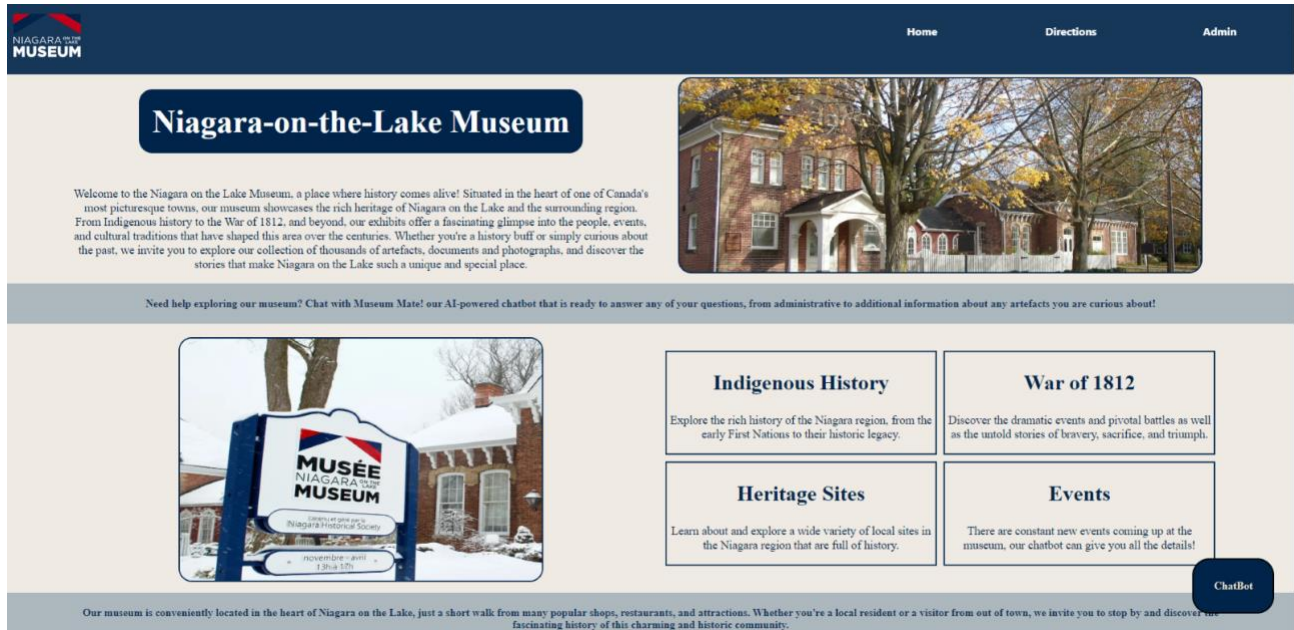 NIAGARA ON THE LAKE
MUSEUM
Home
Directions
Admin
Niagara-on-the-Lake Museum
Welcome to the Niagara on the Lake Museum, a place where history comes alive! Situated in the heart of one of Canada's
most picturesque towns, our museum showcases the rich heritage of Niagara on the Lake and the surrounding region.
From Indigenous history to the War of 1812, and beyond, our exhibits offer a fascinating glimpse into the people, events,
and cultural traditions that have shaped this area over the centuries. Whether you're a history buff or simply curious about
the past, we invite you to explore our collection of thousands of artefacts, documents and photographs, and discover the
stories that make Niagara on the Lake such a unique and special place.
Need help exploring our museum? Chat with Museum Mate! our AI-powered chatbot that is ready to answer any of your questions, from administrative to additional information about any artefacts you are curious about!
MUSÉE
NIAGARA ON THE LAKE
MUSEUM
Niagara Historical Society
novembre - avril
Indigenous History
Explore the rich history of the Niagara region, from the
early First Nations to their historic legacy.
War of 1812
Discover the dramatic events and pivotal battles as well
as the untold stories of bravery, sacrifice, and triumph.
Heritage Sites
Learn about and explore a wide variety of local sites in
the Niagara region that are full of history.
Events
There are constant new events coming up at the
museum, our chatbot can give you all the details!
ChatBot
Our museum is conveniently located in the heart of Niagara on the Lake, just a short walk from many popular shops, restaurants, and attractions. Whether you're a local resident or a visitor from out of town, we invite you to stop by and discover the
fascinating history of this charming and historic community.